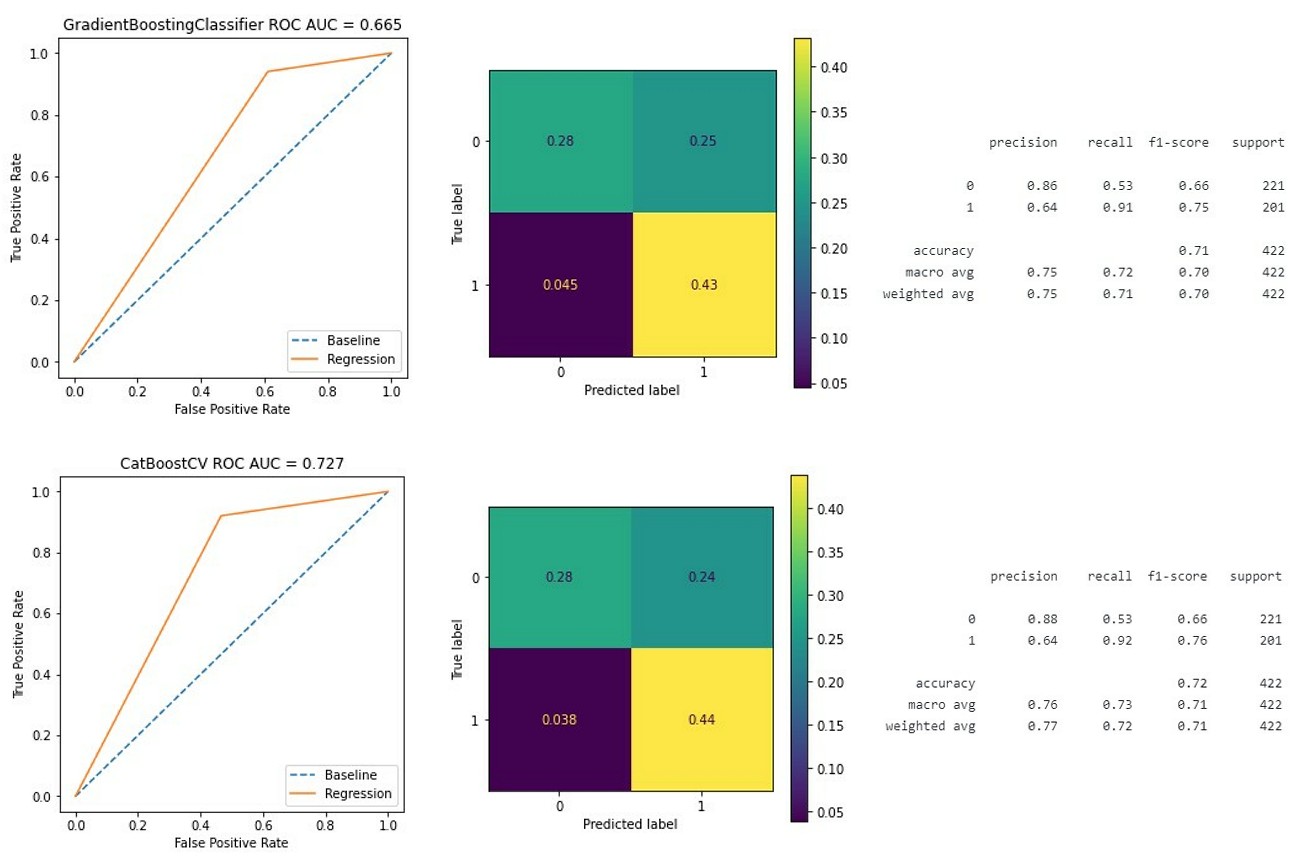 GradientBoostingClassifier ROC AUC = 0.665
1.0
0.8
0.6
0.4
0.2
0.0
True Positive Rate
0.0 0.2 0.4 0.6 0.8 1.0
False Positive Rate
Baseline
Regression
0.28 0.25
0.045 0.43
0
1
True label
0 1
Predicted label
0.40
0.35
0.30
0.25
0.20
0.15
0.10
0.05
precision recall f1-score support
0 0.86 0.53 0.66 221
1 0.64 0.91 0.75 201
accuracy 0.71 422
macro avg 0.75 0.72 0.70 422
weighted avg 0.75 0.71 0.70 422
CatBoostCV ROC AUC = 0.727
1.0
0.8
0.6
0.4
0.2
0.0
True Positive Rate
0.0 0.2 0.4 0.6 0.8 1.0
False Positive Rate
Baseline
Regression
0.28 0.24
0.038 0.44
0
1
True label
0 1
Predicted label
0.40
0.35
0.30
0.25
0.20
0.15
0.10
0.05
precision recall f1-score support
0 0.88 0.53 0.66 221
1 0.64 0.92 0.76 201
accuracy 0.72 422
macro avg 0.76 0.73 0.71 422
weighted avg 0.77 0.72 0.71 422